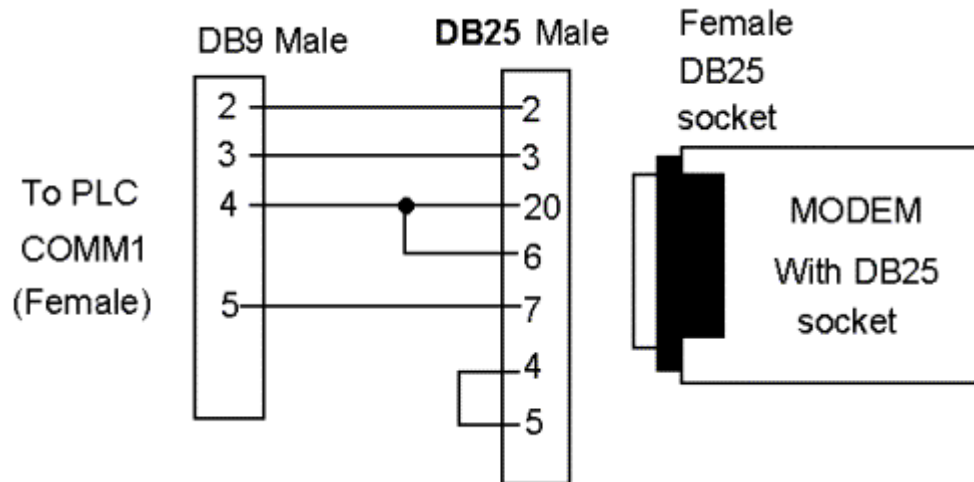 DB9 Male
DB25 Male
Female
DB25
socket
To PLC
COMM1
(Female)
2
3
4
5
2
3
20
6
7
4
5
MODEM
With DB25
socket